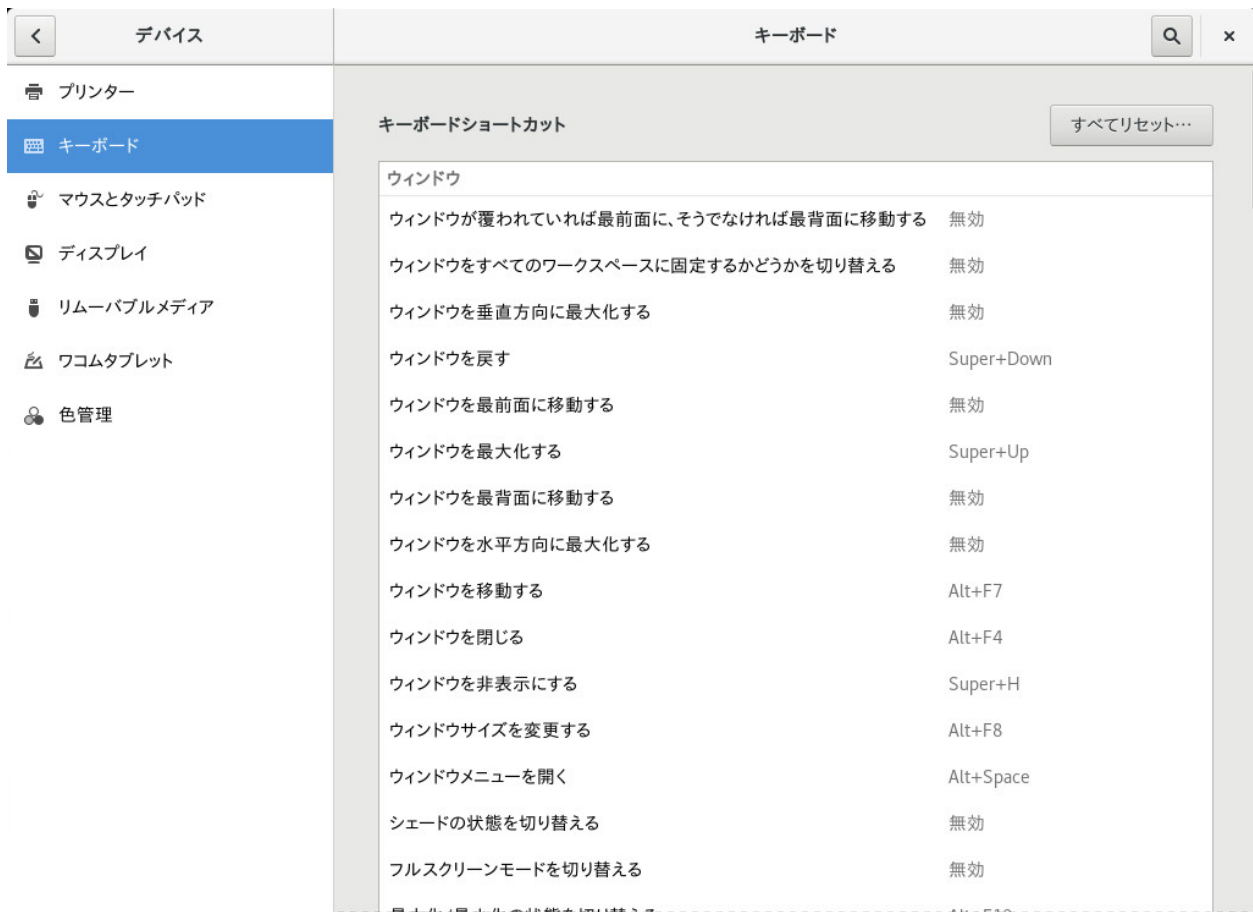 デバイス
キーボード
プリンター
キーボード
マウスとタッチパッド
ディスプレイ
リムーバブルメディア
ワコムタブレット
色管理
キーボードショートカット
すべてリセット…
ウィンドウ
ウィンドウが覆われていれば最前面に、そうでなければ最背面に移動する 無効
ウィンドウをすべてのワークスペースに固定するかどうかを切り替える 無効
ウィンドウを垂直方向に最大化する 無効
ウィンドウを戻す Super+Down
ウィンドウを最前面に移動する 無効
ウィンドウを最大化する Super+Up
ウィンドウを最背面に移動する 無効
ウィンドウを水平方向に最大化する 無効
ウィンドウを移動する Alt+F7
ウィンドウを閉じる Alt+F4
ウィンドウを非表示にする Super+H
ウィンドウサイズを変更する Alt+F8
ウィンドウメニューを開く Alt+Space
シェードの状態を切り替える 無効
フルスクリーンモードを切り替える 無効